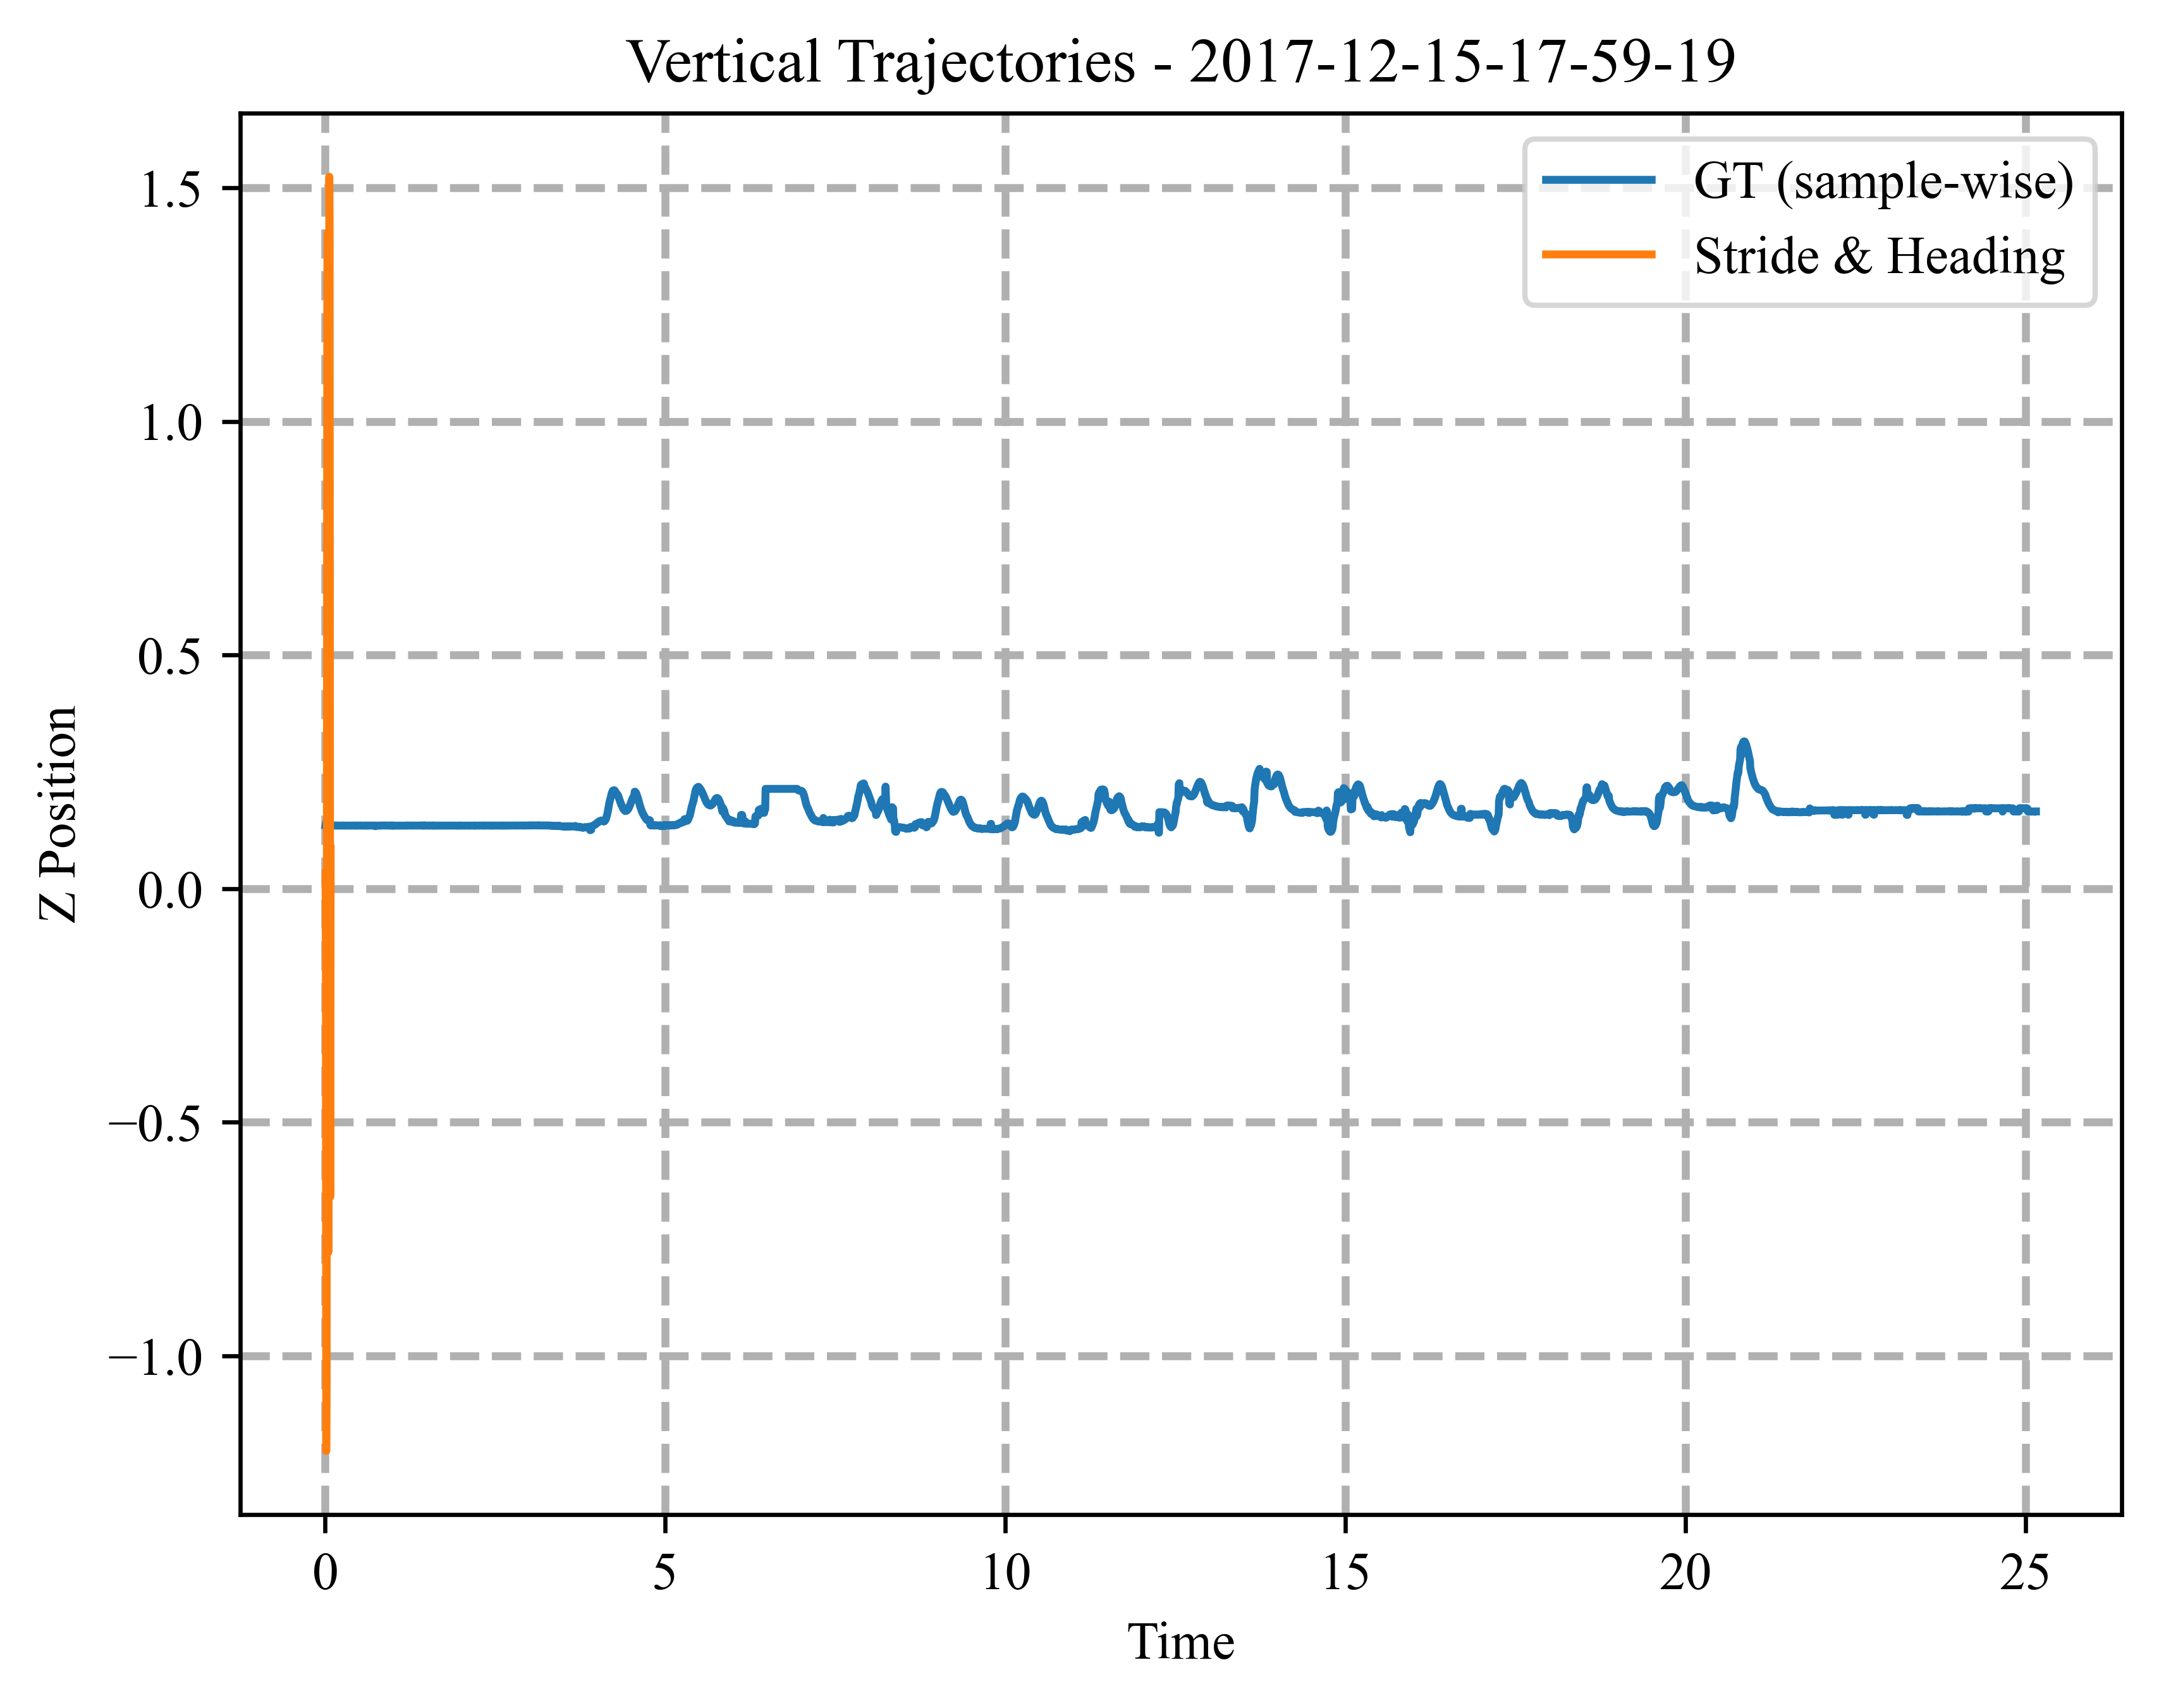 Vertical Trajectories - 2017-12-15-17-59-19
GT (sample-wise)
Stride & Heading
Z Position
1.5
1.0
0.5
0.0
−0.5
−1.0
0 5 10 15 20 25
Time